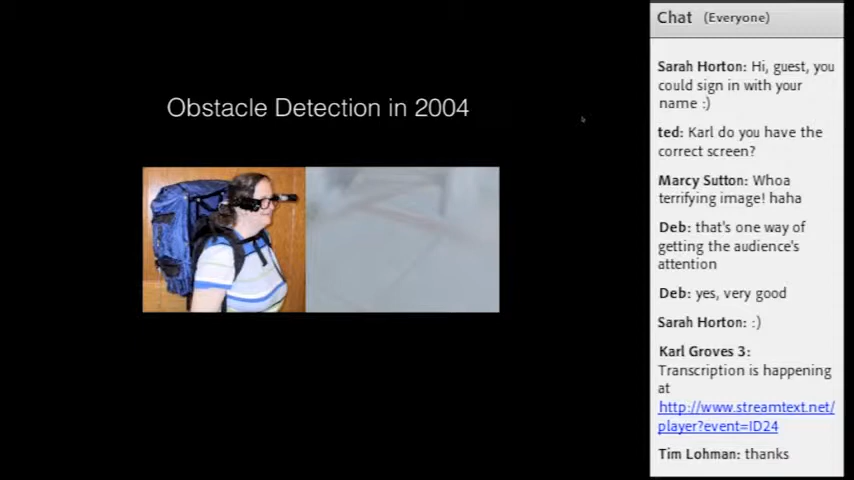 Obstacle Detection in 2004
Chat (Everyone)
Sarah Horton: Hi, guest, you
could sign in with your
name :)
ted: Karl do you have the
correct screen?
Marcy Sutton: Whoa
terrifying image! haha
Deb: that's one way of
getting the audience's
attention
Deb: yes, very good
Sarah Horton: :)
Karl Groves 3:
Transcription is happening
at
http://www.streamtext.net/
player?event=ID24
Tim Lohman: thanks